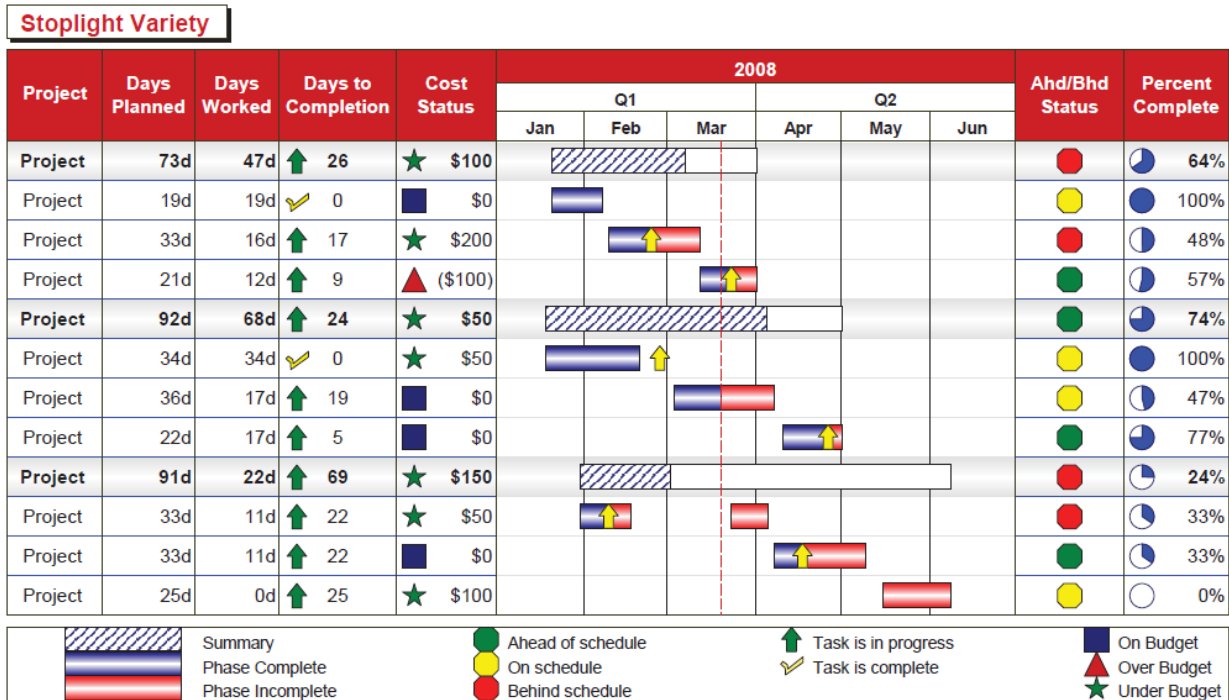 Stoplight Variety
Project Days Planned Days Worked Days to Completion Cost Status 2008 Ahd/Bhd Status Percent Complete
Q1 Q2
Jan Feb Mar Apr May Jun
Project 73d 47d 26 $100 64%
Project 19d 19d 0 $0 100%
Project 33d 16d 17 $200 48%
Project 21d 12d 9 ($100) 57%
Project 92d 68d 24 $50 74%
Project 34d 34d 0 $50 100%
Project 36d 17d 19 $0 47%
Project 22d 17d 5 $0 77%
Project 91d 22d 69 $150 24%
Project 33d 11d 22 $50 33%
Project 33d 11d 22 $0 33%
Project 25d 0d 25 $100 0%
Summary Ahead of schedule Task is in progress On Budget
Phase Complete On schedule Task is complete Over Budget
Phase Incomplete Behind schedule Under Budget